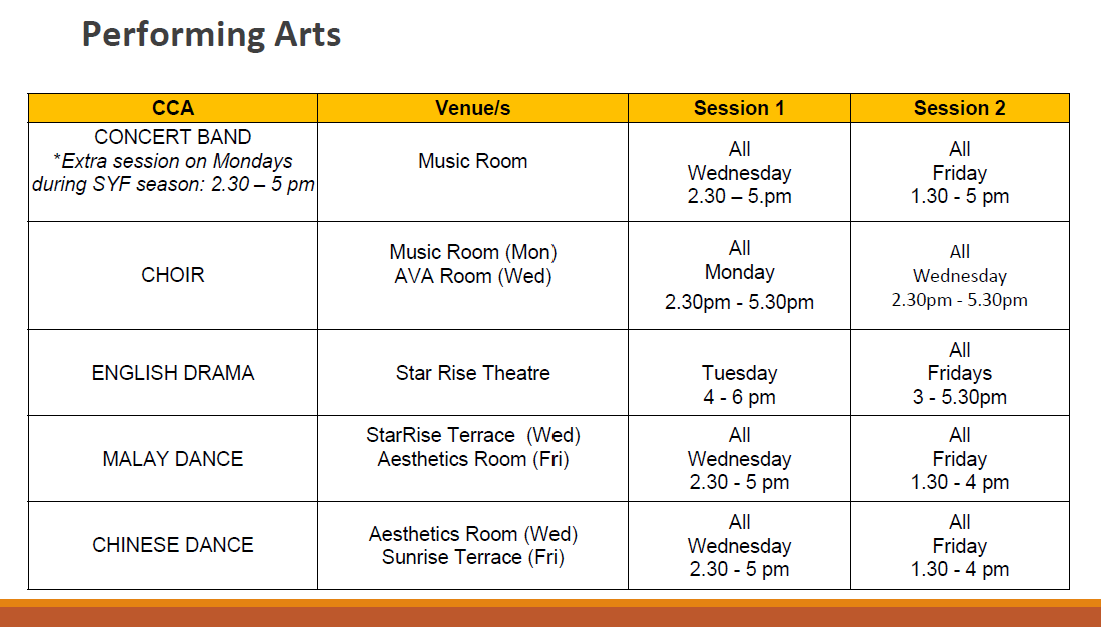 Performing Arts
CCA
Venue/s
Session 1
Session 2
CONCERT BAND
*Extra session on Mondays
during SYF season: 2.30 – 5 pm
Music Room
All
Wednesday
2.30 – 5.pm
All
Friday
1.30 - 5 pm
CHOIR
Music Room (Mon)
AVA Room (Wed)
All
Monday
2.30pm - 5.30pm
All
Wednesday
2.30pm - 5.30pm
ENGLISH DRAMA
Star Rise Theatre
Tuesday
4 - 6 pm
All
Fridays
3 - 5.30pm
MALAY DANCE
StarRise Terrace (Wed)
Aesthetics Room (Fri)
All
Wednesday
2.30 - 5 pm
All
Friday
1.30 - 4 pm
CHINESE DANCE
Aesthetics Room (Wed)
Sunrise Terrace (Fri)
All
Wednesday
2.30 - 5 pm
All
Friday
1.30 - 4 pm